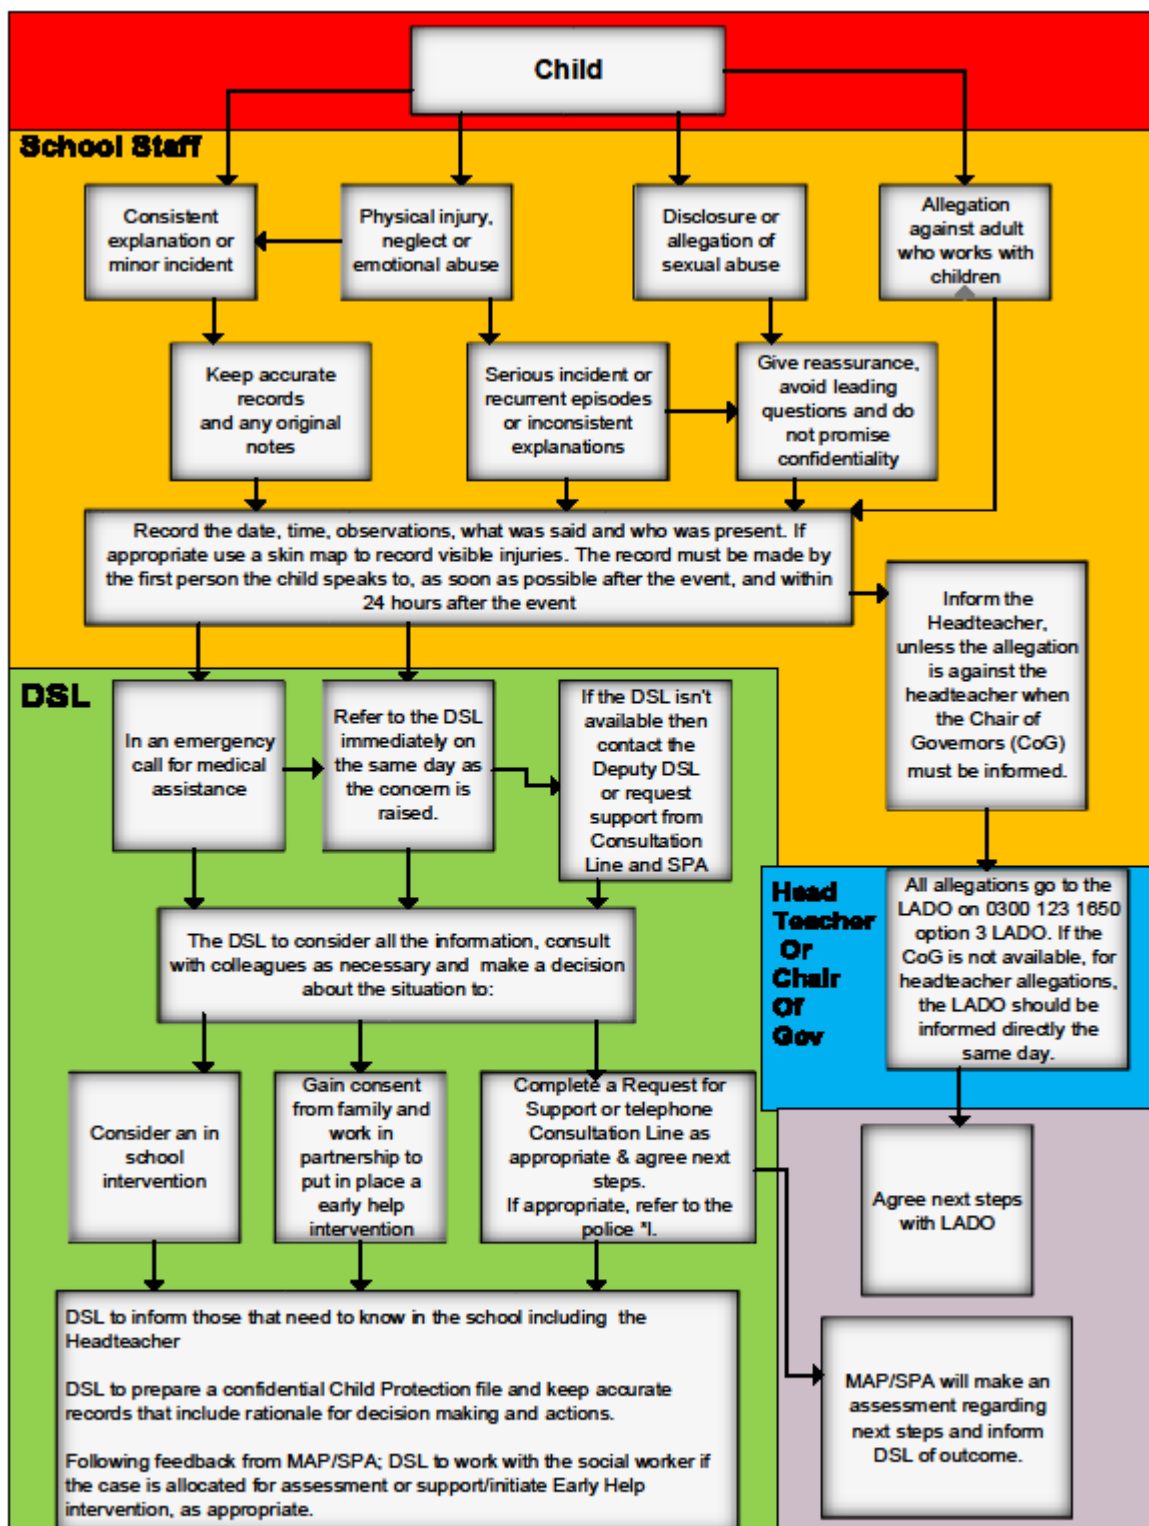 Child
School Staff
Consistent
explanation or
minor incident
Physical injury,
neglect or
emotional abuse
Disclosure or
allegation of
sexual abuse
Allegation
against adult
who works with
children
Keep accurate
records
and any original
notes
Serious incident or
recurrent episodes
or inconsistent
explanations
Give reassurance,
avoid leading
questions and do
not promise
confidentiality
Record the date, time, observations, what was said and who was present. If
appropriate use a skin map to record visible injuries. The record must be made by
the first person the child speaks to, as soon as possible after the event, and within
24 hours after the event
Inform the
Headteacher,
unless the allegation
is against the
headteacher when
the Chair of
Governors (CoG)
must be informed.
DSL
In an emergency
call for medical
assistance
Refer to the DSL
immediately on
the same day as
the concern is
raised.
If the DSL isn't
available then
contact the
Deputy DSL
or request
support from
Consultation
Line and SPA
Head
Teacher
Or
Chair
Of
Gov
All allegations go to the
LADO on 0300 123 1650
option 3 LADO. If the
CoG is not available, for
headteacher allegations,
the LADO should be
informed directly the
same day.
The DSL to consider all the information, consult
with colleagues as necessary and make a decision
about the situation to:
Consider an in
school
intervention
Gain consent
from family and
work in
partnership to
put in place a
early help
intervention
Complete a Request for
Support or telephone
Consultation Line as
appropriate & agree next
steps.
If appropriate, refer to the
police *I.
Agree next steps
with LADO
DSL to inform those that need to know in the school including the
Headteacher
DSL to prepare a confidential Child Protection file and keep accurate
records that include rationale for decision making and actions.
Following feedback from MAP/SPA; DSL to work with the social worker if
the case is allocated for assessment or support/initiate Early Help
intervention, as appropriate.
MAP/SPA will make an
assessment regarding
next steps and inform
DSL of outcome.